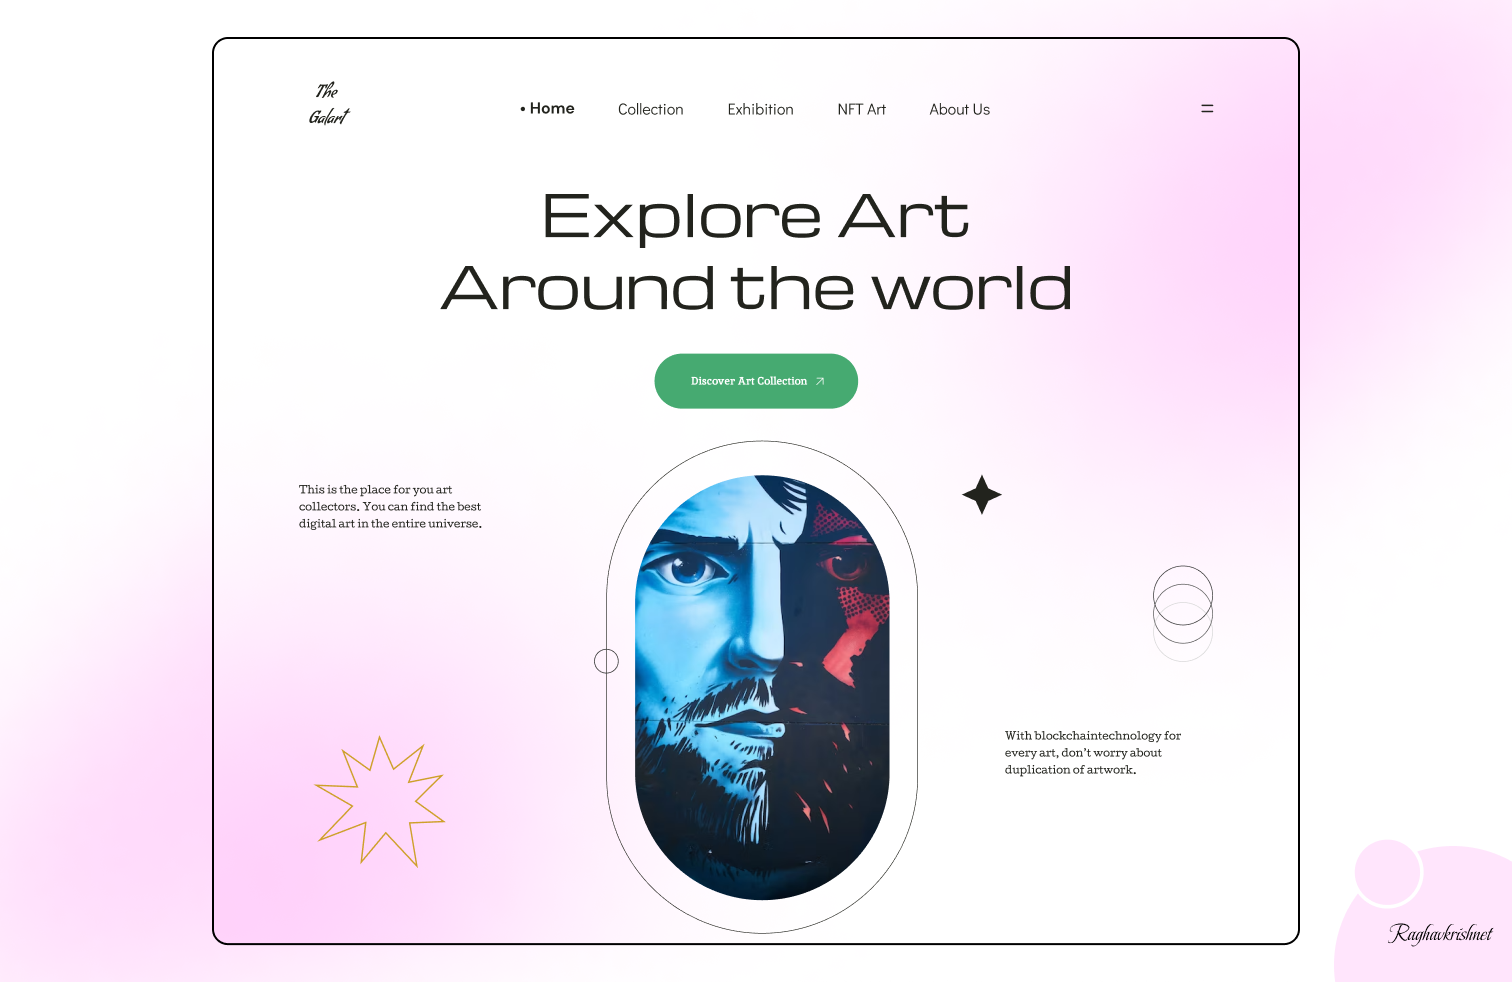 The
Galart
• Home Collection Exhibition NFT Art About Us
Explore Art
Around the world
Discover Art Collection
This is the place for you art
collectors. You can find the best
digital art in the entire universe.
With blockchaintechnology for
every art, don't worry about
duplication of artwork.
Raghavkrishnet